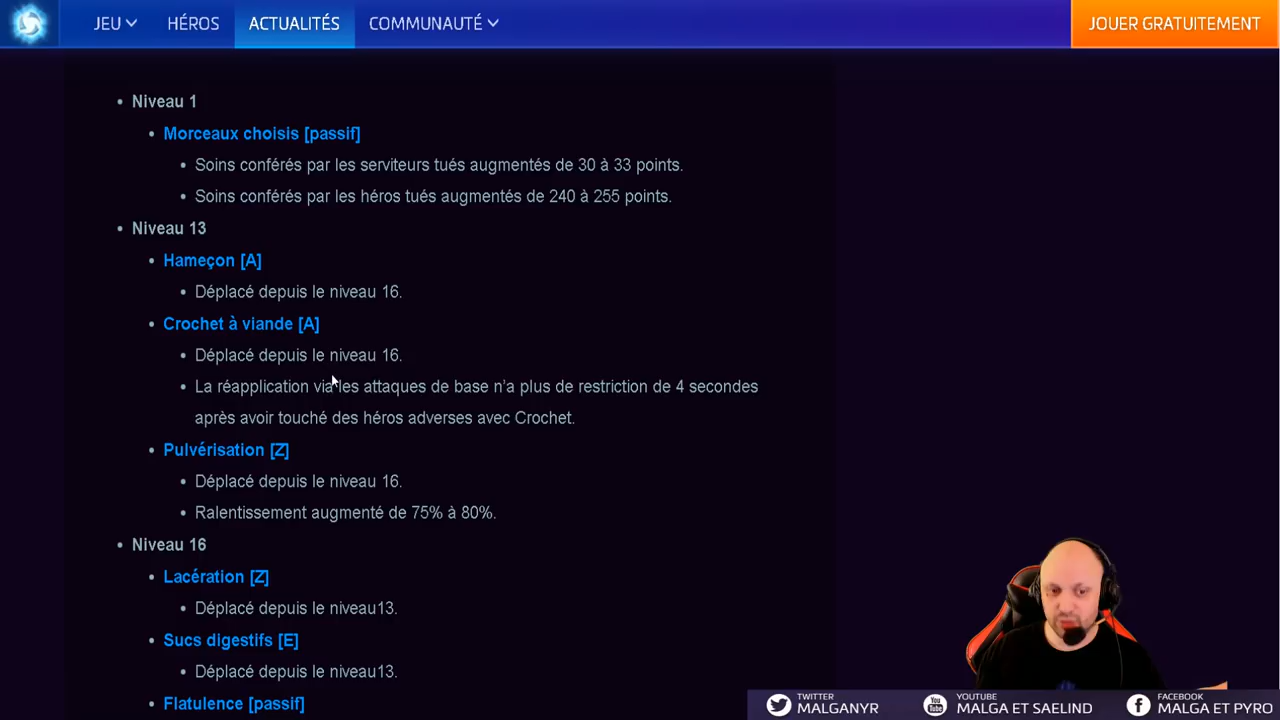 JEU HÉROS ACTUALITÉS COMMUNAUTÉ JOUER GRATUITEMENT
• Niveau 1
• Morceaux choisis [passif]
• Soins conférés par les serviteurs tués augmentés de 30 à 33 points.
• Soins conférés par les héros tués augmentés de 240 à 255 points.
• Niveau 13
• Hameçon [A]
• Déplacé depuis le niveau 16.
• Crochet à viande [A]
• Déplacé depuis le niveau 16.
• La réapplication via les attaques de base n’a plus de restriction de 4 secondes
après avoir touché des héros adverses avec Crochet.
• Pulvérisation [Z]
• Déplacé depuis le niveau 16.
• Ralentissement augmenté de 75% à 80%.
• Niveau 16
• Lacération [Z]
• Déplacé depuis le niveau13.
• Sucs digestifs [E]
• Déplacé depuis le niveau13.
• Flatulence [passif]
TWITTER
MALGANYR
You Tube
YOUTUBE
MALGA ET SAELIND
FACEBOOK
MALGA ET PYRO